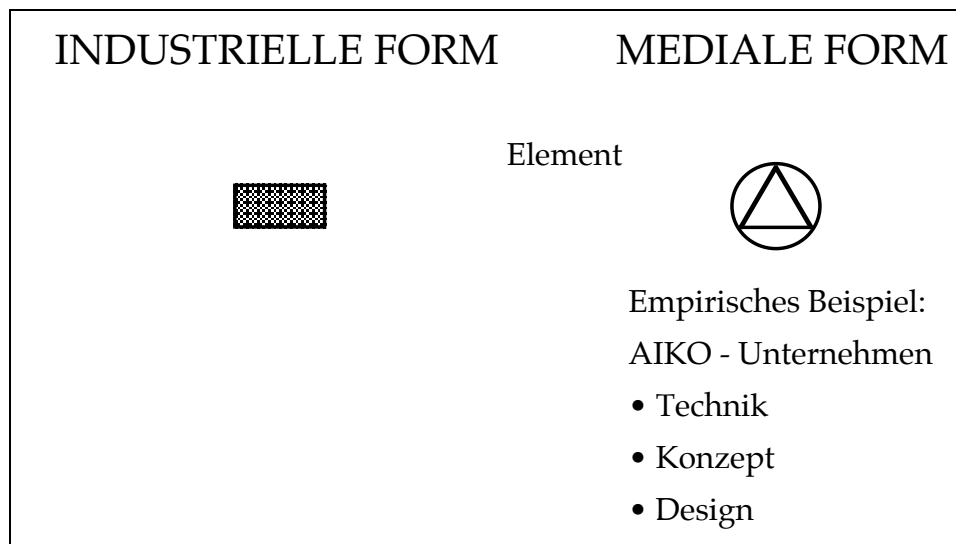 INDUSTRIELLE FORM
MEDIALE FORM
Element
Empirisches Beispiel:
AIKO - Unternehmen
• Technik
• Konzept
• Design